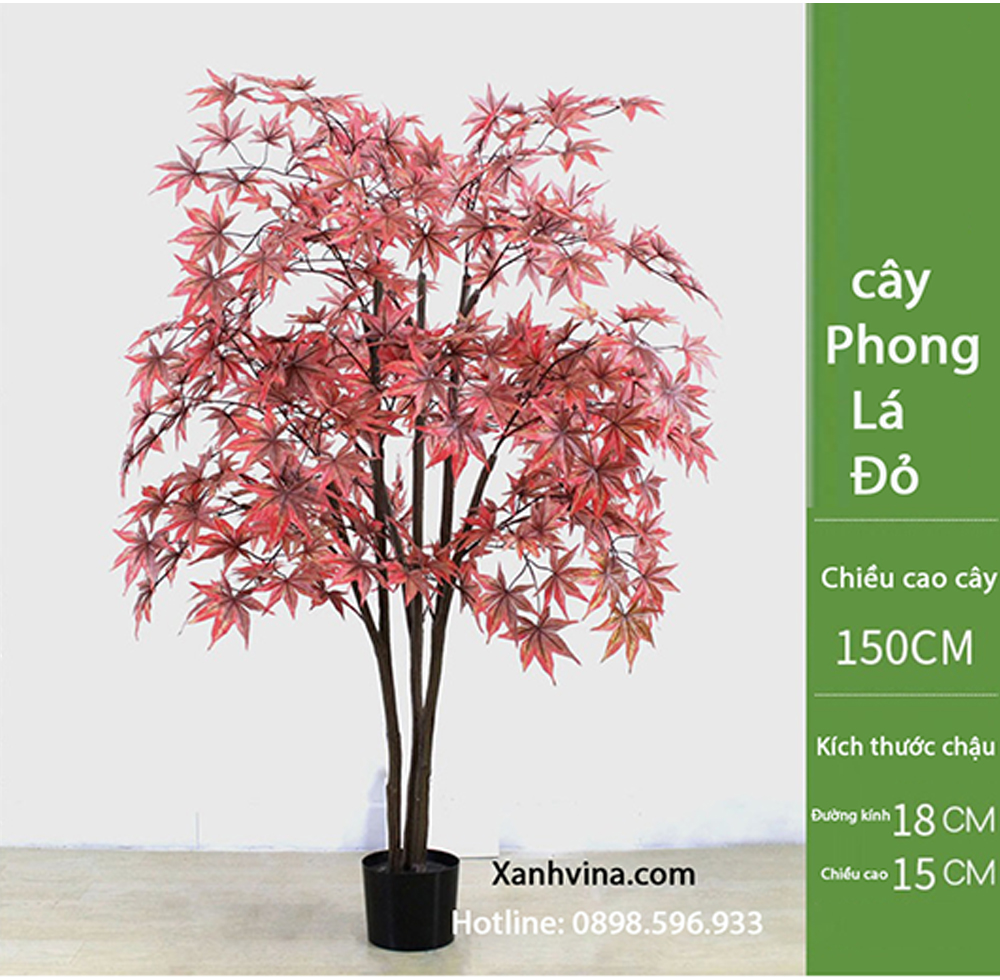 cây
Phong
Lá
Đỏ
Chiều cao cây
150CM
Kích thước chậu
Đường kính 18 CM
Chiều cao 15 CM
Xanhvina.com
Hotline: 0898.596.933